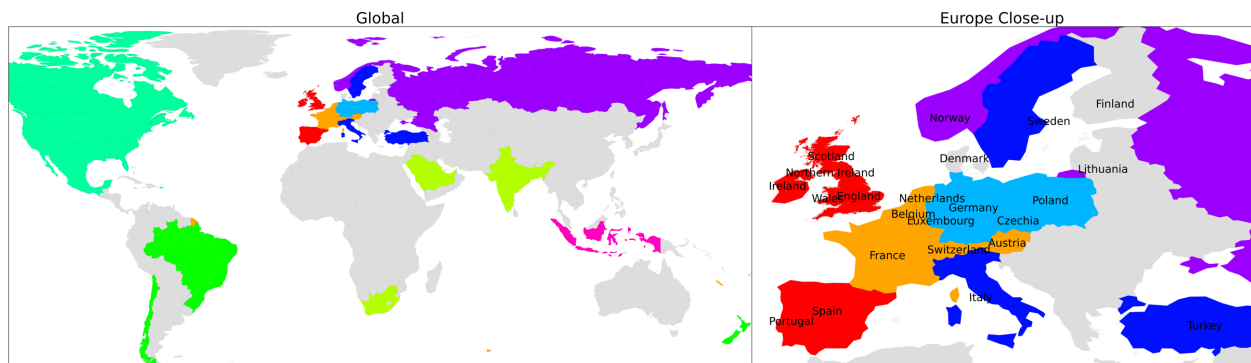 Global
Europe Close-up
Finland
Norway
Sweden
Scotland
Denmark
Northern Ireland
Lithuania
Ireland
Wales
England
Netherlands
Poland
Germany
Belgium
Luxembourg
Czechia
Austria
Switzerland
France
Italy
Spain
Portugal
Turkey